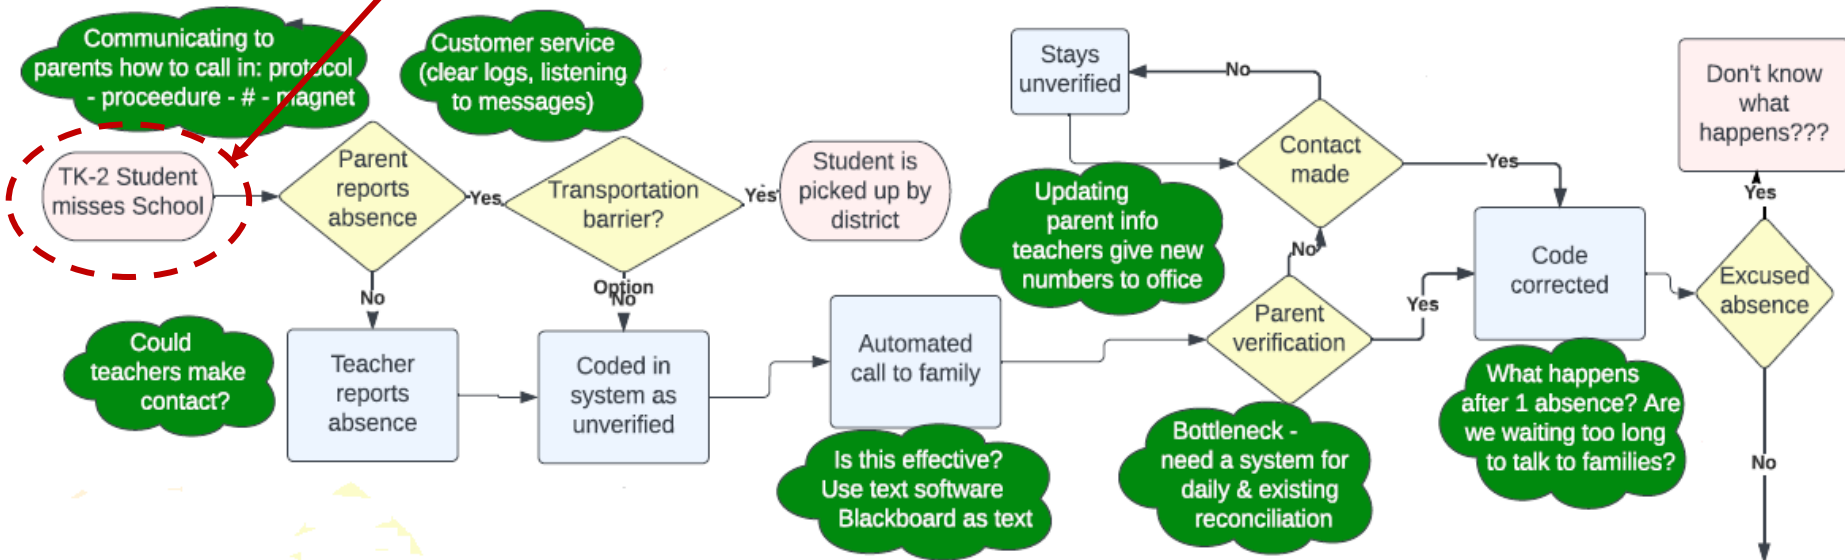 Communicating to
parents how to call in: protocol
- proceedure - # - magnet
Customer service
(clear logs, listening
to messages)
Stays
unverified
No
Don't know
what
happens???
TK-2 Student
misses School
Parent
reports
absence
Yes
Transportation
barrier?
Yes
Student is
picked up by
district
Contact
made
Yes
Yes
Updating
parent info
teachers give new
numbers to office
No
Code
corrected
Excused
absence
No
Option
No
Parent
verification
Yes
Could
teachers make
contact?
Teacher
reports
absence
Coded in
system as
unverified
Automated
call to family
What happens
after 1 absence? Are
we waiting too long
to talk to families?
Is this effective?
Use text software
Blackboard as text
Bottleneck -
need a system for
daily & existing
reconciliation
No